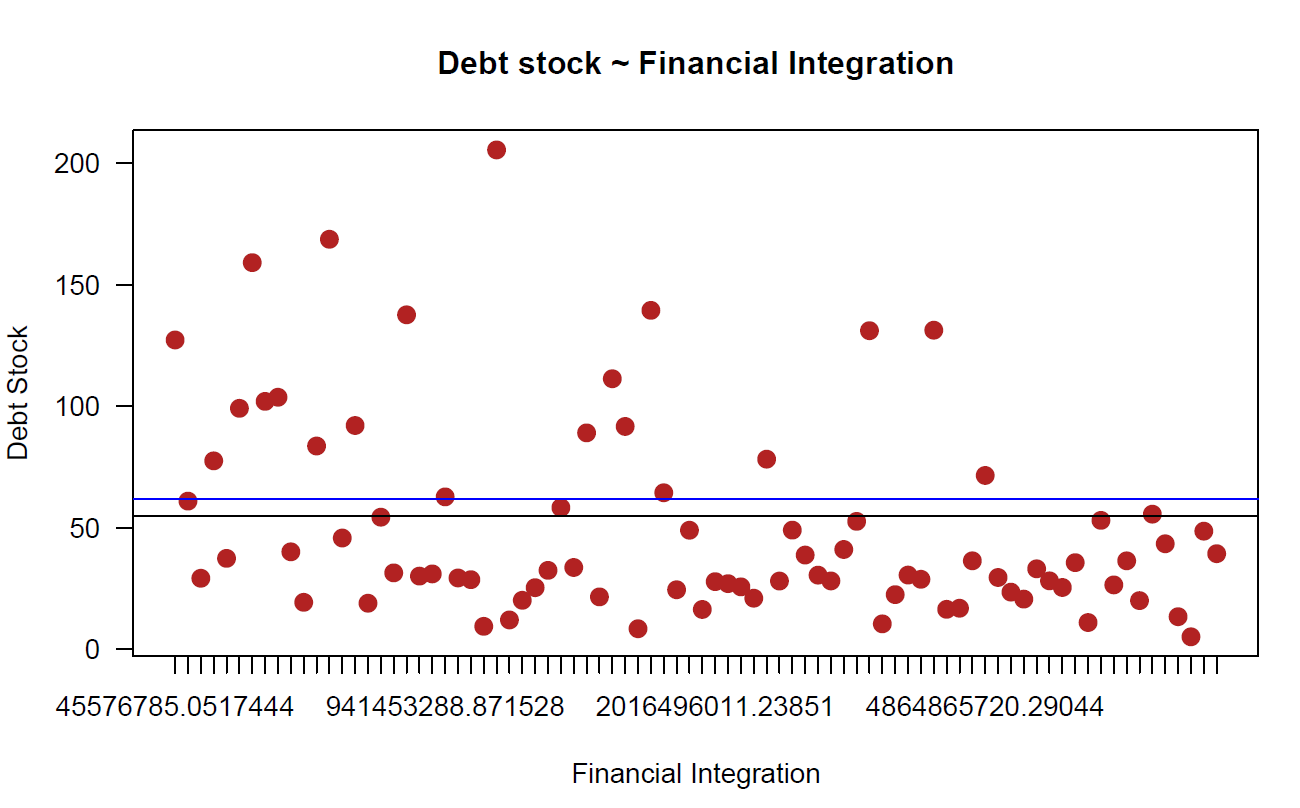 Debt stock ~ Financial Integration
Debt Stock
200
150
100
50
0
45576785.0517444 941453288.871528 2016496011.23851 4864865720.29044
Financial Integration